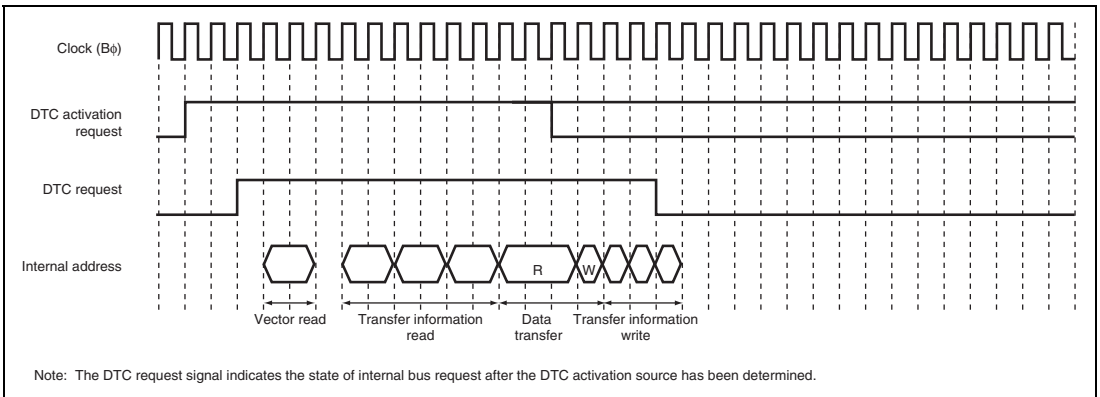 Clock (Bϕ)
DTC activation
request
DTC request
Internal address
R
W
Vector read
Transfer information
read
Data
transfer
Transfer information
write
Note: The DTC request signal indicates the state of internal bus request after the DTC activation source has been determined.